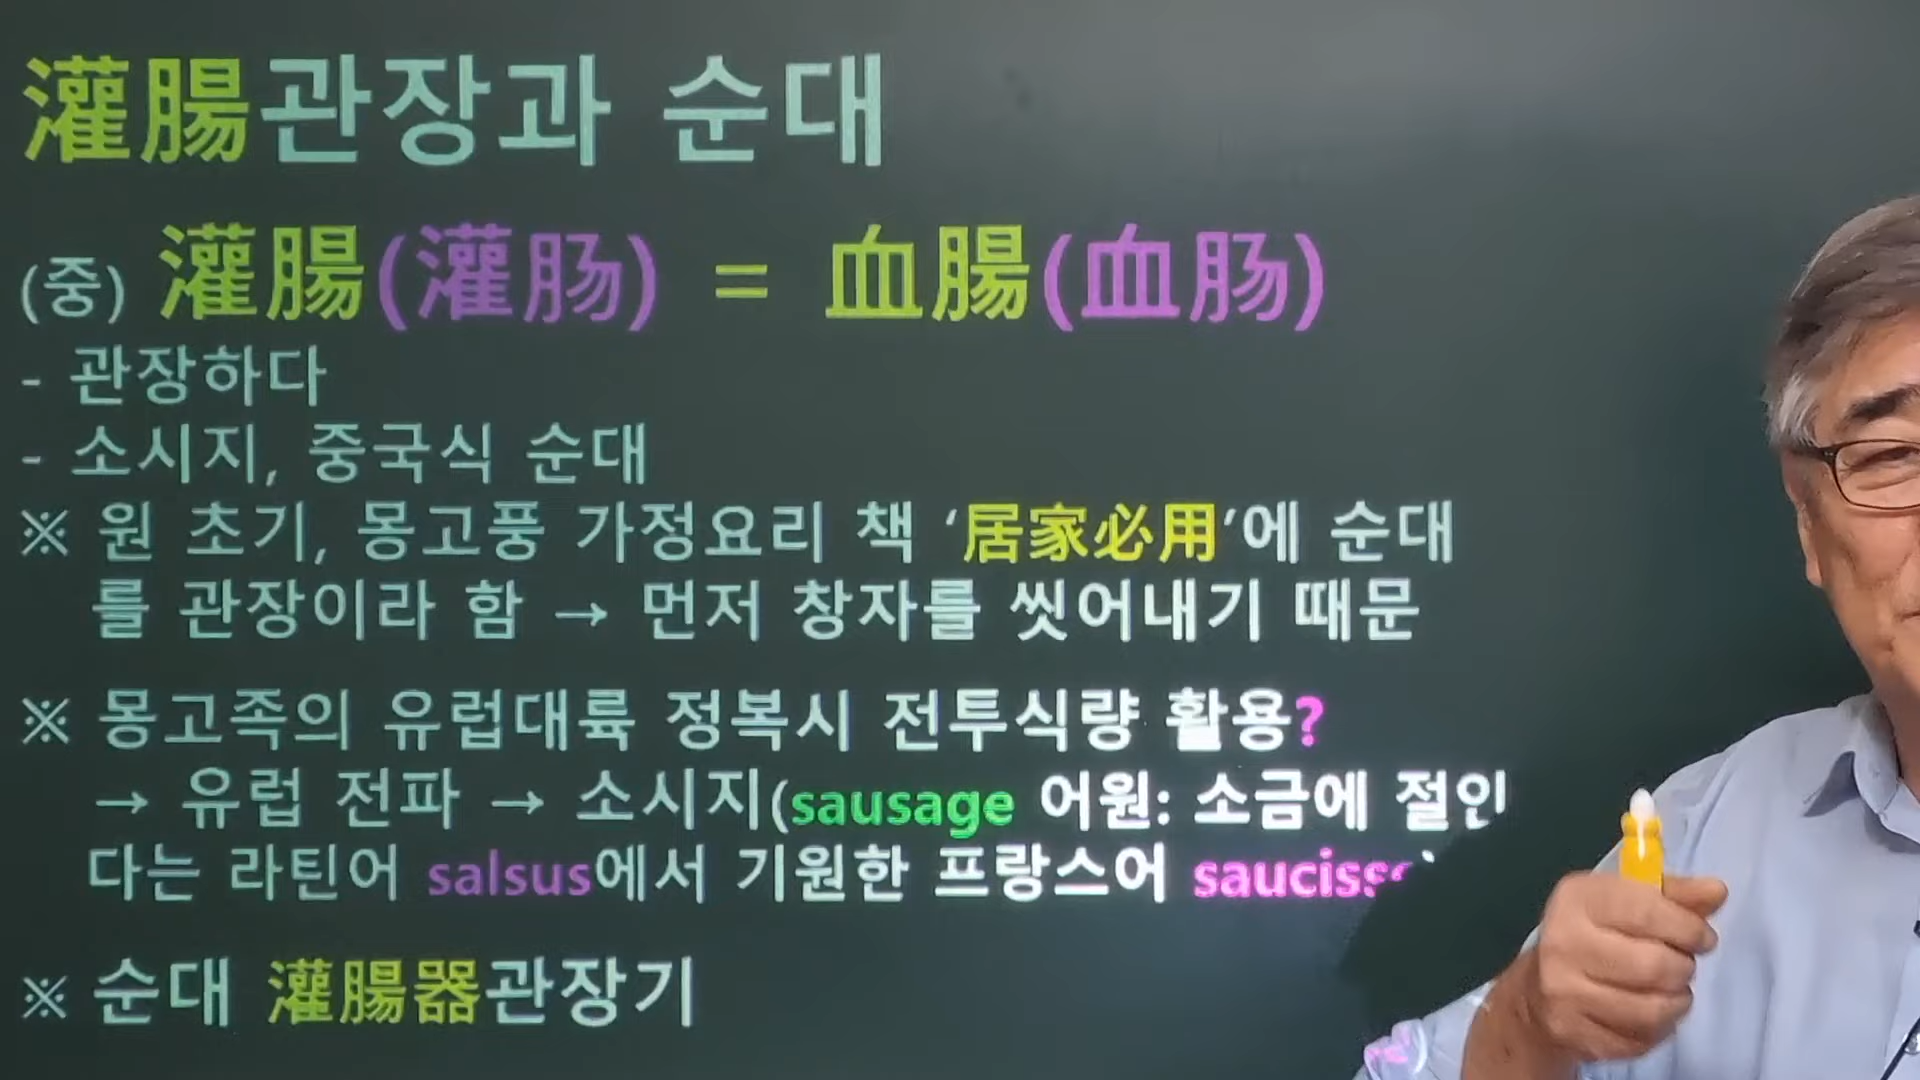 灌腸관장과 순대
(중) 灌腸(灌肠) = 血腸(血肠)
- 관장하다
- 소시지, 중국식 순대
※ 원 초기, 몽고풍 가정요리 책 ‘居家必用’에 순대
를 관장이라 함 → 먼저 창자를 씻어내기 때문
※ 몽고족의 유럽대륙 정복시 전투식량 활용?
→ 유럽 전파 → 소시지(sausage 어원: 소금에 절인
다는 라틴어 salsus에서 기원한 프랑스어
※ 순대 灌腸器관장기